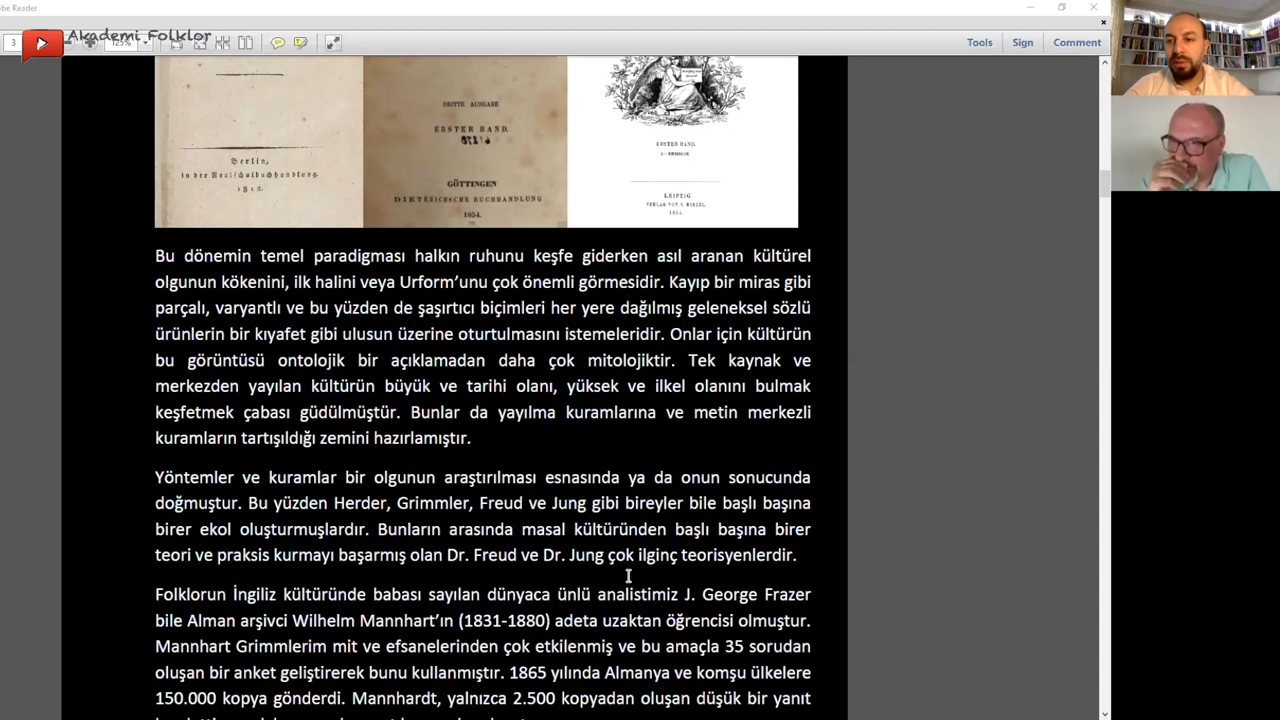 be Reader
Akademi Folklor
3
125%
Tools
Sign
Comment
Berlin,
in der Realschulbuchhandlung.
1812.
DRITTE AUSGABE
ERSTER BAND.
GÖTTINGEN
DIETERICHSCHE BUCHHANDLUNG
1854.
ERSTER BAND.
LEIPZIG
VERLAG VON S. HIRZEL.
1854.
Bu dönemin temel paradigması halkın ruhunu keşfe giderken asıl aranan kültürel
olgunun kökenini, ilk halini veya Urform’unu çok önemli görmesidir. Kayıp bir miras gibi
parçalı, varyantlı ve bu yüzden de şaşırtıcı biçimleri her yere dağılmış geleneksel sözlü
ürünlerin bir kıyafet gibi ulusun üzerine oturtulmasını istemeleridir. Onlar için kültürün
bu görüntüsü ontolojik bir açıklamadan daha çok mitolojiktir. Tek kaynak ve
merkezden yayılan kültürün büyük ve tarihi olanı, yüksek ve ilkel olanını bulmak
keşfetmek çabası güdülmüştür. Bunlar da yayılma kuramlarına ve metin merkezli
kuramların tartışıldığı zemini hazırlamıştır.
Yöntemler ve kuramlar bir olgunun araştırılması esnasında ya da onun sonucunda
doğmuştur. Bu yüzden Herder, Grimmler, Freud ve Jung gibi bireyler bile başlı başına
birer ekol oluşturmuşlardır. Bunların arasında masal kültüründen başlı başına birer
teori ve praksis kurmayı başarmış olan Dr. Freud ve Dr. Jung çok ilginç teorisyenlerdir.
Folklorun İngiliz kültüründe babası sayılan dünyaca ünlü analistimiz J. George Frazer
bile Alman arşivci Wilhelm Mannhart’ın (1831-1880) adeta uzaktan öğrencisi olmuştur.
Mannhart Grimmlerim mit ve efsanelerinden çok etkilenmiş ve bu amaçla 35 sorudan
oluşan bir anket geliştirerek bunu kullanmıştır. 1865 yılında Almanya ve komşu ülkelere
150.000 kopya gönderdi. Mannhardt, yalnızca 2.500 kopyadan oluşan düşük bir yanıt